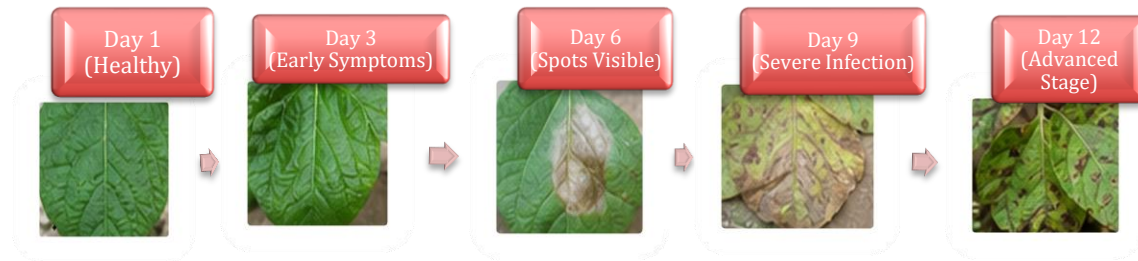 Day 1
(Healthy)
Day 3
(Early Symptoms)
Day 6
(Spots Visible)
Day 9
(Severe Infection)
Day 12
(Advanced
Stage)